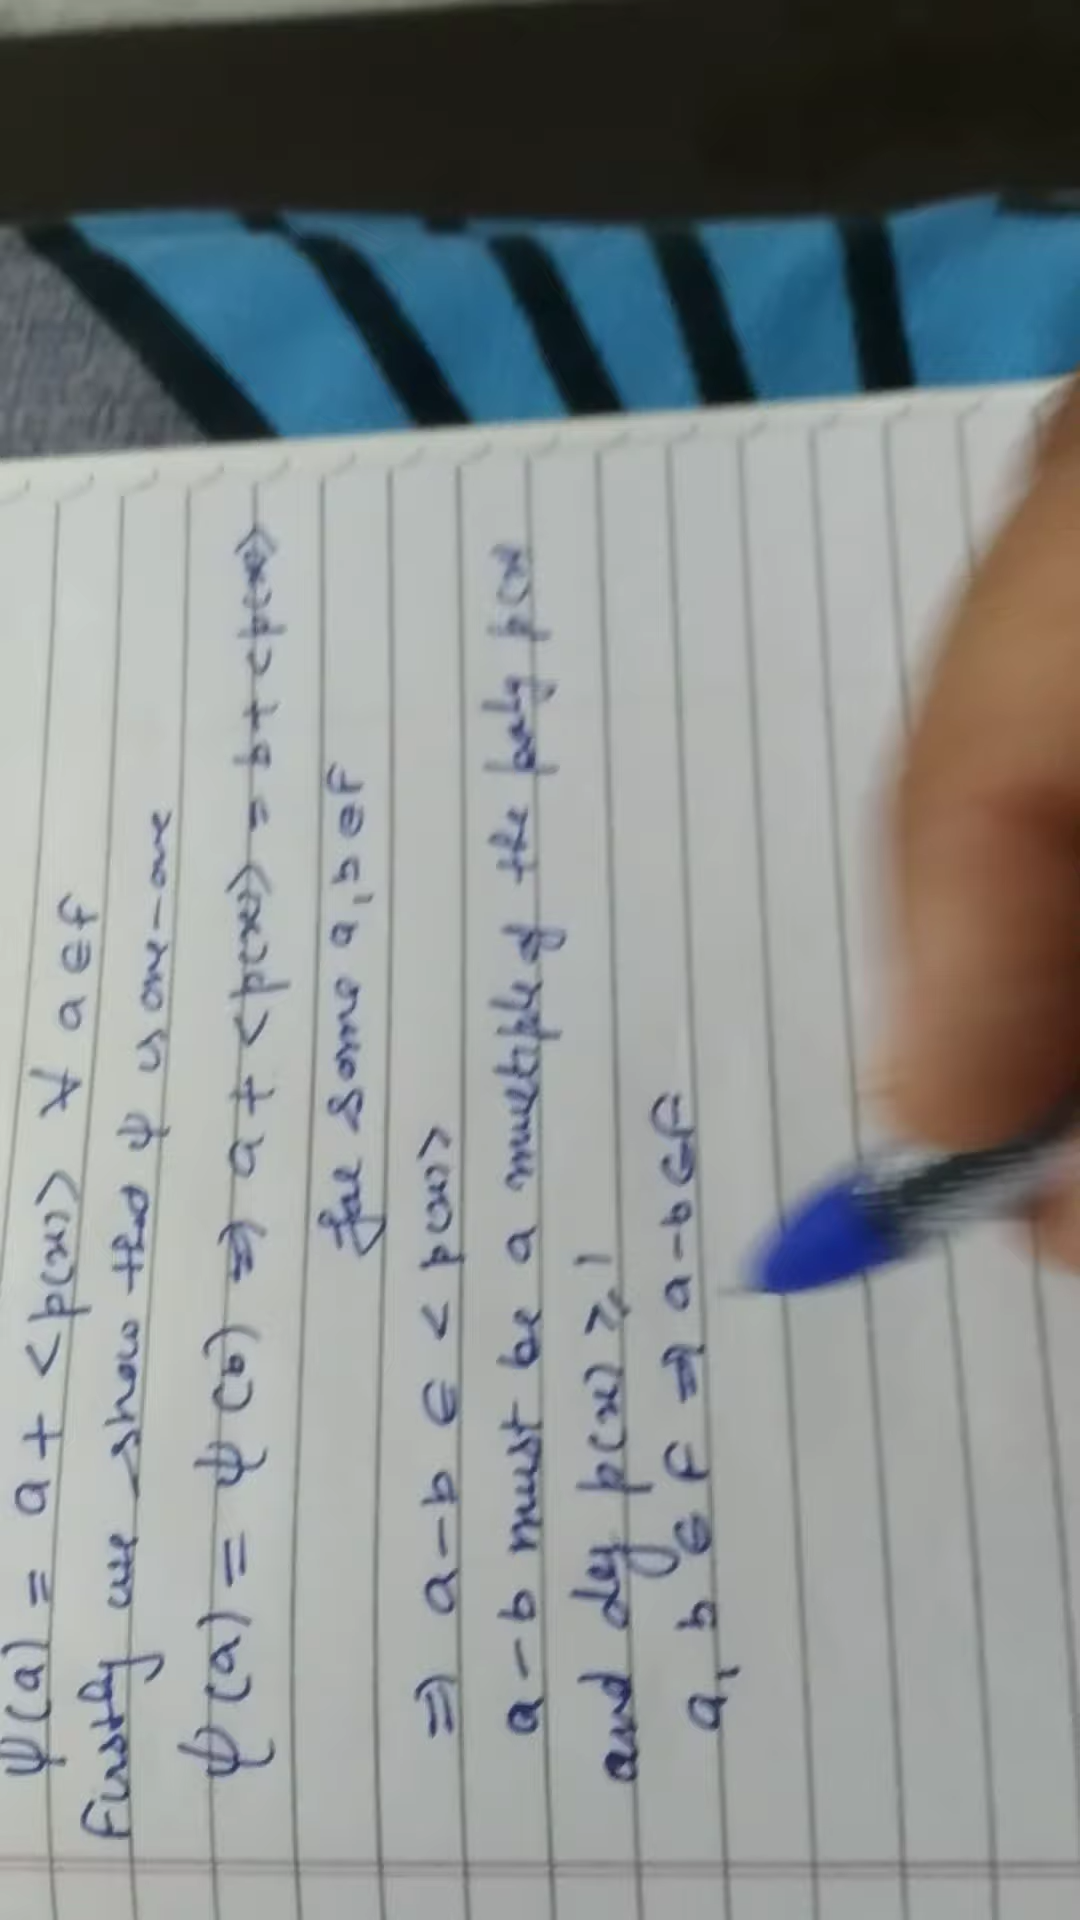 ψ(a) = a + <p(x)> ∀ a ∈ F
Firstly we show that ψ is one-one
ψ(a) = ψ(b) ⇒ a + <p(x)> = b + <p(x)>
for some a, b ∈ F
⇒ a-b ∈ <p(x)>
a-b must be a multiple of the poly p(x)
and deg p(x) ≥ 1
a, b ∈ F ⇒ a-b ∈ F